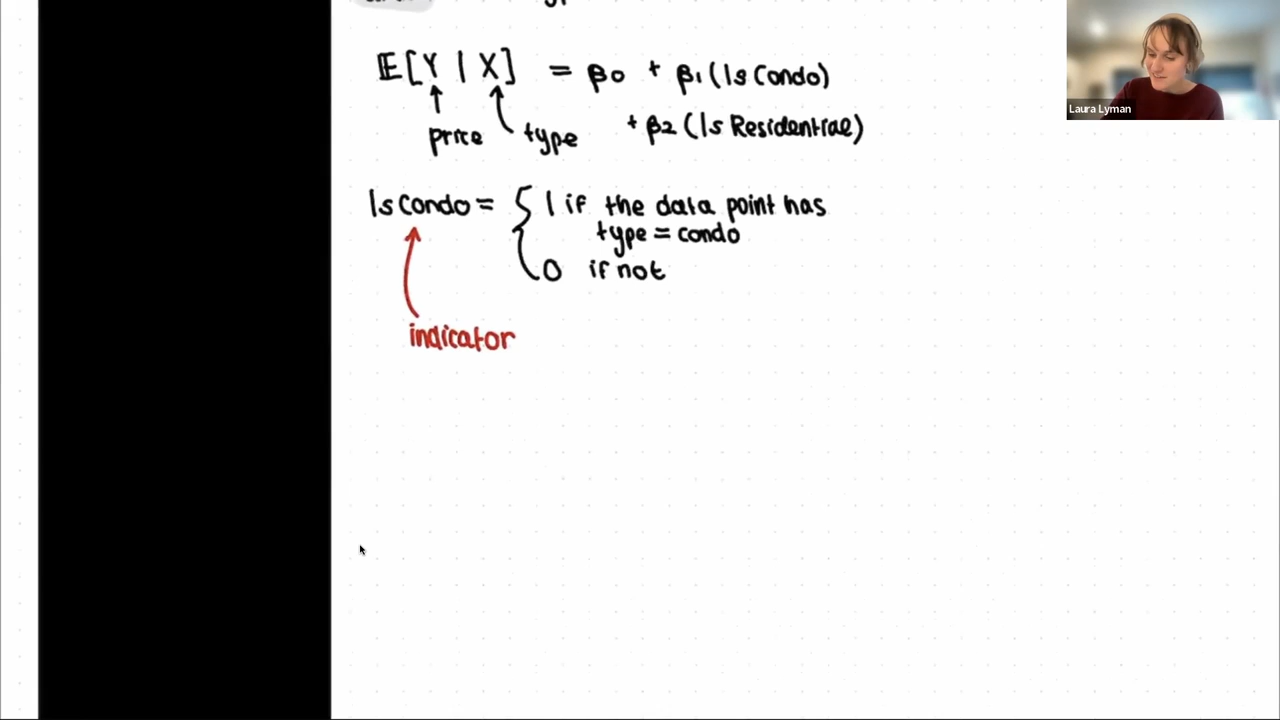 E[Y | X] = β0 + β1 (Is Condo)
price type + β2 (Is Residential)
Is Condo = { 1 if the data point has
type = condo
0 if not
indicator
Laura Lyman